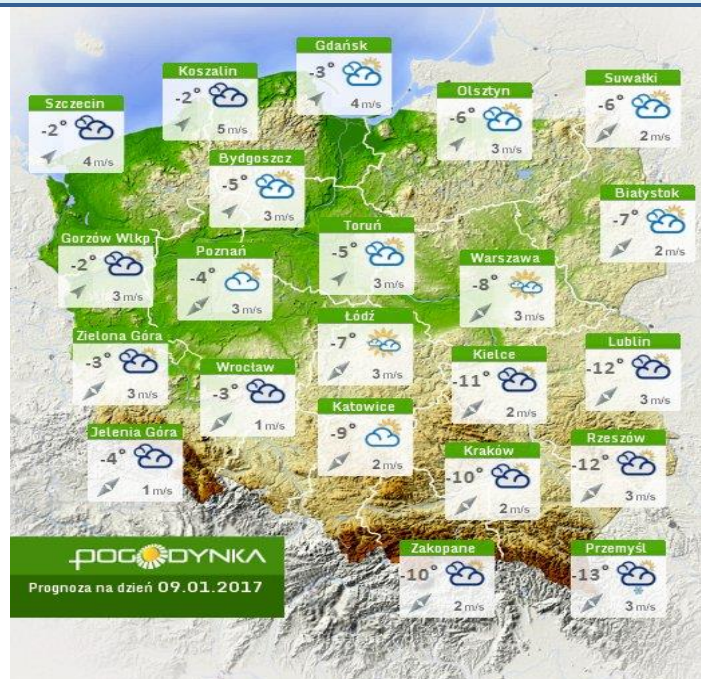 Gdańsk
-3°
4 m/s
Koszalin
-2°
5 m/s
Szczecin
-2°
4 m/s
Olsztyn
-6°
3 m/s
Suwałki
-6°
2 m/s
Bydgoszcz
-5°
3 m/s
Białystok
-7°
2 m/s
Gorzów Wlkp
-2°
3 m/s
Poznań
-4°
3 m/s
Toruń
-5°
3 m/s
Warszawa
-8°
3 m/s
Zielona Góra
-3°
3 m/s
Łódź
-7°
3 m/s
Wrocław
-3°
1 m/s
Kielce
-11°
2 m/s
Lublin
-12°
3 m/s
Jelenia Góra
-4°
1 m/s
Katowice
-9°
2 m/s
Kraków
-10°
2 m/s
Rzeszów
-12°
3 m/s
Zakopane
-10°
2 m/s
Przemyśl
-13°
3 m/s
POGODYNKA
Prognoza na dzień 09.01.2017